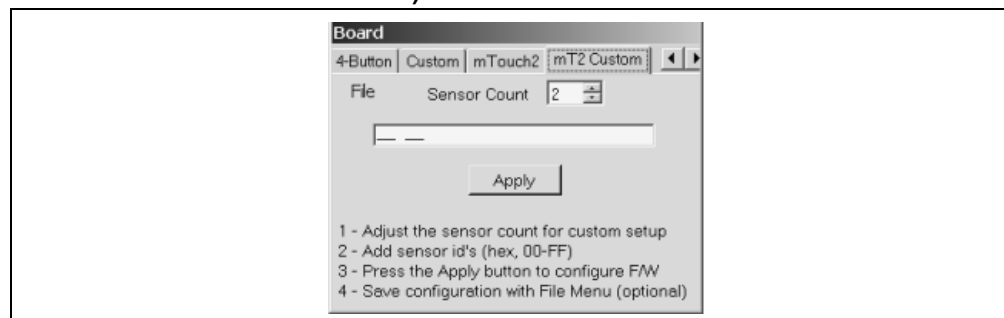 Board
4-Button Custom mTouch2 mT2 Custom
File Sensor Count 2
__ __
Apply
1 - Adjust the sensor count for custom setup
2 - Add sensor id's (hex, 00-FF)
3 - Press the Apply button to configure F/W
4 - Save configuration with File Menu (optional)